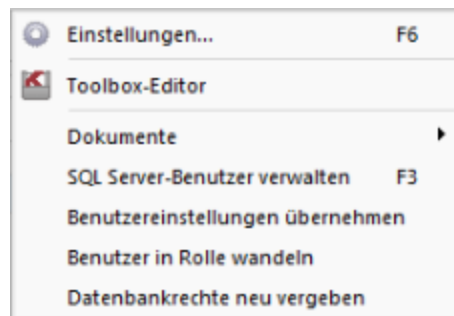 Einstellungen... F6
Toolbox-Editor
Dokumente
SQL Server-Benutzer verwalten F3
Benutzereinstellungen übernehmen
Benutzer in Rolle wandeln
Datenbankrechte neu vergeben